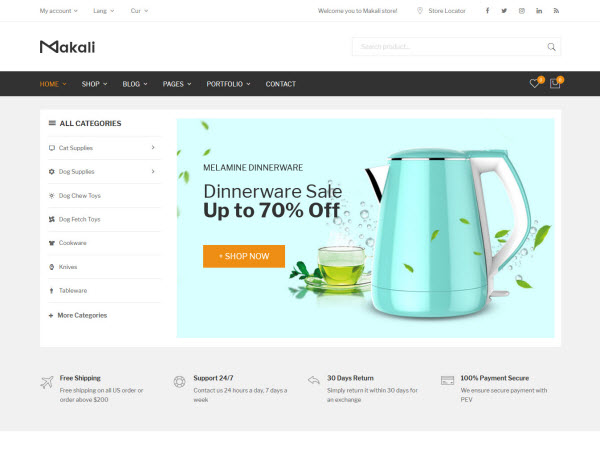 My account Lang Cur Welcome you to Makali store! Store Locator
Makali
Search product...
HOME SHOP BLOG PAGES PORTFOLIO CONTACT 0 0
ALL CATEGORIES
Cat Supplies
Dog Supplies
Dog Chew Toys
Dog Fetch Toys
Cookware
Knives
Tableware
+ More Categories
MELAMINE DINNERWARE
Dinnerware Sale
Up to 70% Off
+ SHOP NOW
Free Shipping
Free shipping on all US order or
order above $200
Support 24/7
Contact us 24 hours a day, 7 days a
week
30 Days Return
Simply return it within 30 days for
an exchange
100% Payment Secure
We ensure secure payment with
PEV